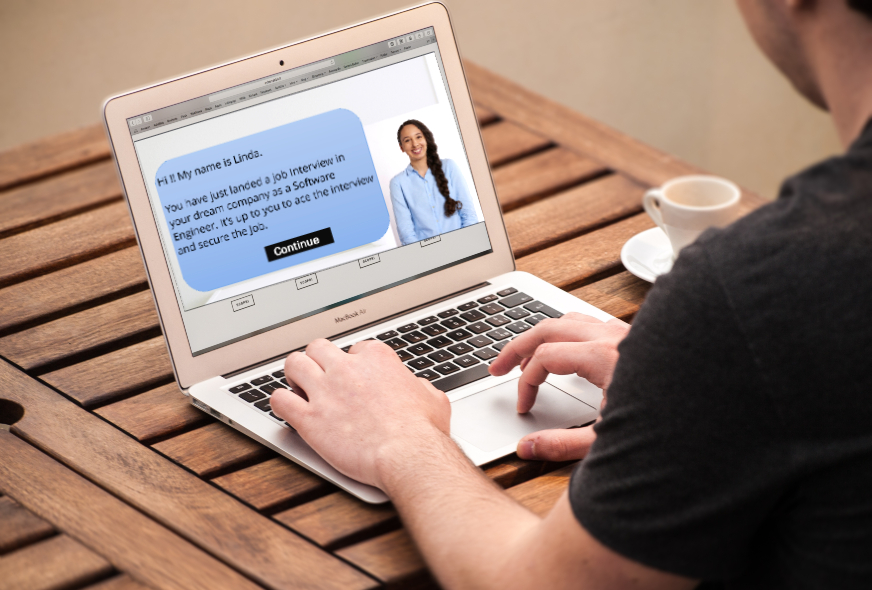 Hi !! My name is Linda.
You have just landed a job interview in
your dream company as a Software
Engineer. It's up to you to ace the interview
and secure the job.
Continue
MacBook Air